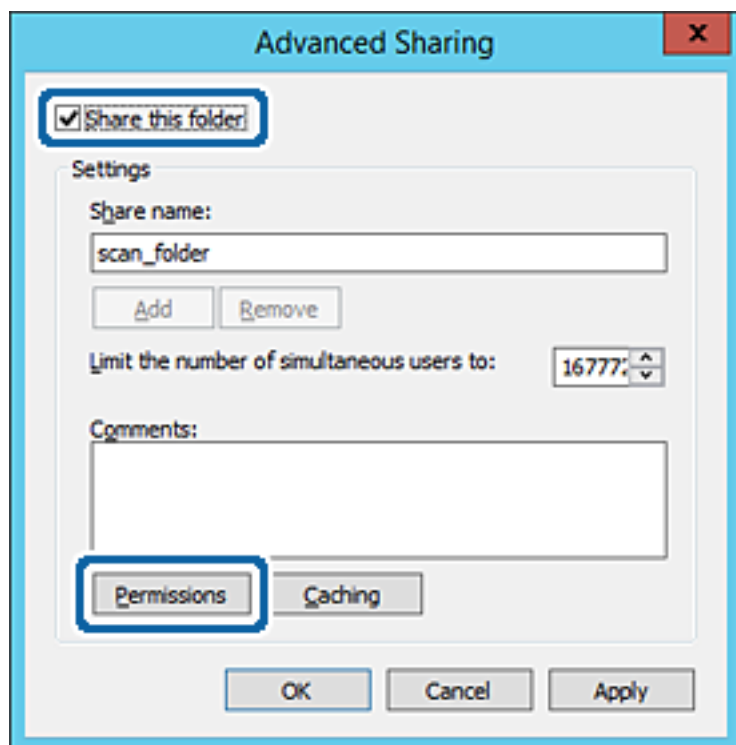 Advanced Sharing
x
Share this folder
Settings
Share name:
scan_folder
Add Remove
Limit the number of simultaneous users to:
Comments:
Permissions Caching
OK Cancel Apply